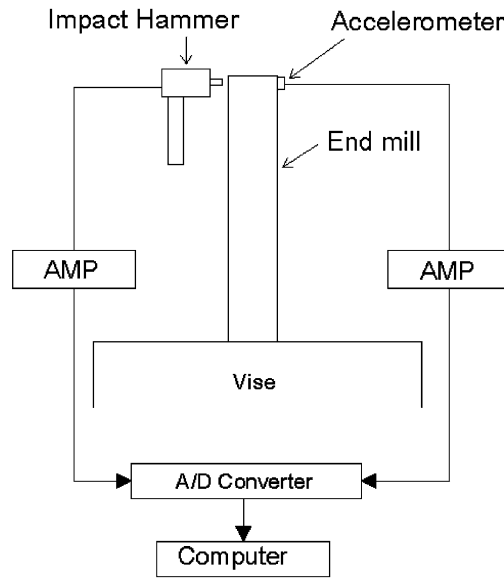 Impact Hammer
Accelerometer
End mill
AMP
AMP
Vise
A/D Converter
Computer